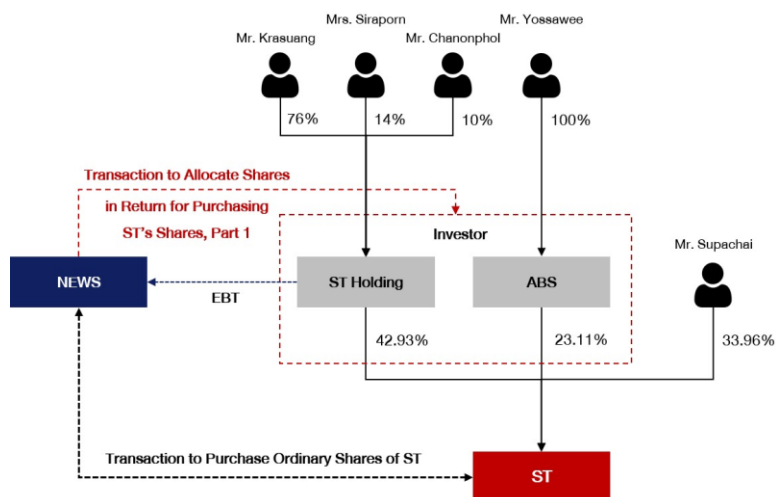 Mrs. Siraporn
Mr. Yossawee
Mr. Krasuang
Mr. Chanonphol
76%
14%
10%
100%
Transaction to Allocate Shares
in Return for Purchasing
ST's Shares, Part 1
Investor
Mr. Supachai
NEWS
EBT
ST Holding
ABS
42.93%
23.11%
33.96%
Transaction to Purchase Ordinary Shares of ST
ST